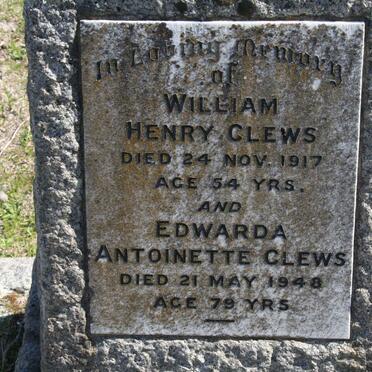 In Loving Memory
of
WILLIAM
HENRY CLEWS
DIED 24 NOV. 1917
AGE 54 YRS.
AND
EDWARDA
ANTOINETTE CLEWS
DIED 21 MAY 1948
AGE 79 YRS